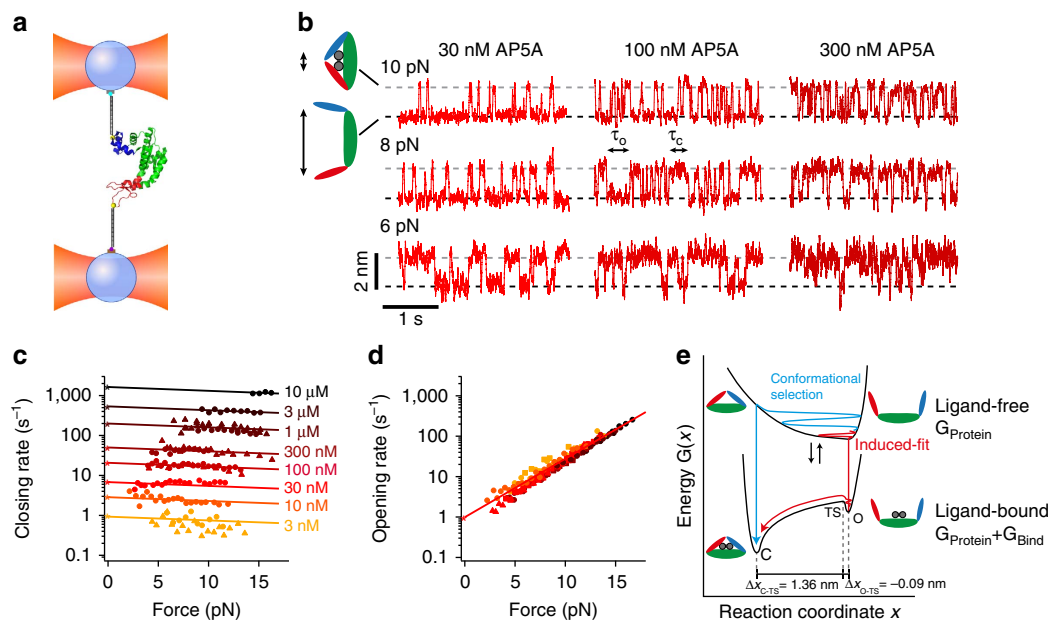 a
b
30 nM AP5A
100 nM AP5A
300 nM AP5A
10 pN
τo
τc
8 pN
6 pN
2 nm
1 s
c
Closing rate (s⁻¹)
1,000
100
10
1
0.1
10 μM
3 μM
1 μM
300 nM
100 nM
30 nM
10 nM
3 nM
0
5
10
15
Force (pN)
d
Opening rate (s⁻¹)
1,000
100
10
1
0.1
0
5
10
15
Force (pN)
e
Energy G(x)
Conformational
selection
Ligand-free
GProtein
Induced-fit
TS
O
C
Ligand-bound
GProtein+GBind
ΔxC-TS= 1.36 nm
ΔxO-TS= –0.09 nm
Reaction coordinate x